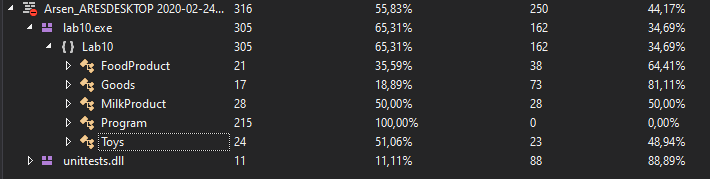 Arsen_ARESDESKTOP 2020-02-24... 316 55,83% 250 44,17%
lab10.exe 305 65,31% 162 34,69%
{ } Lab10 305 65,31% 162 34,69%
FoodProduct 21 35,59% 38 64,41%
Goods 17 18,89% 73 81,11%
MilkProduct 28 50,00% 28 50,00%
Program 215 100,00% 0 0,00%
Toys 24 51,06% 23 48,94%
unittests.dll 11 11,11% 88 88,89%